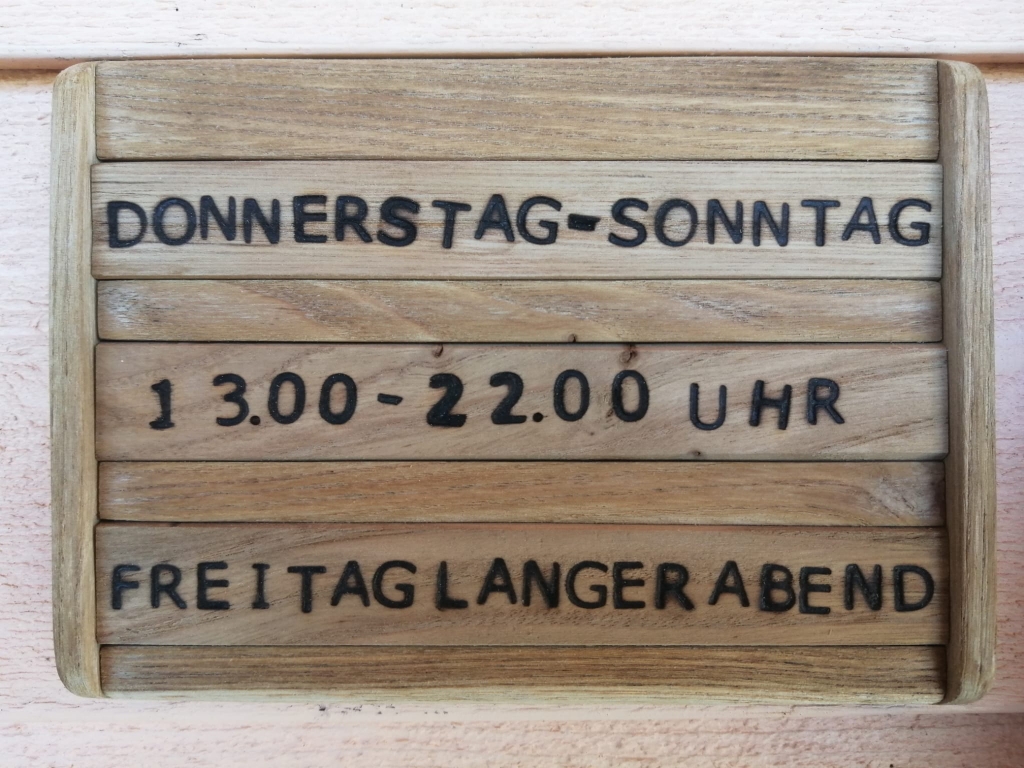 DONNERSTAG-SONNTAG
13.00-22.00 UHR
FREITAG LANGER ABEND